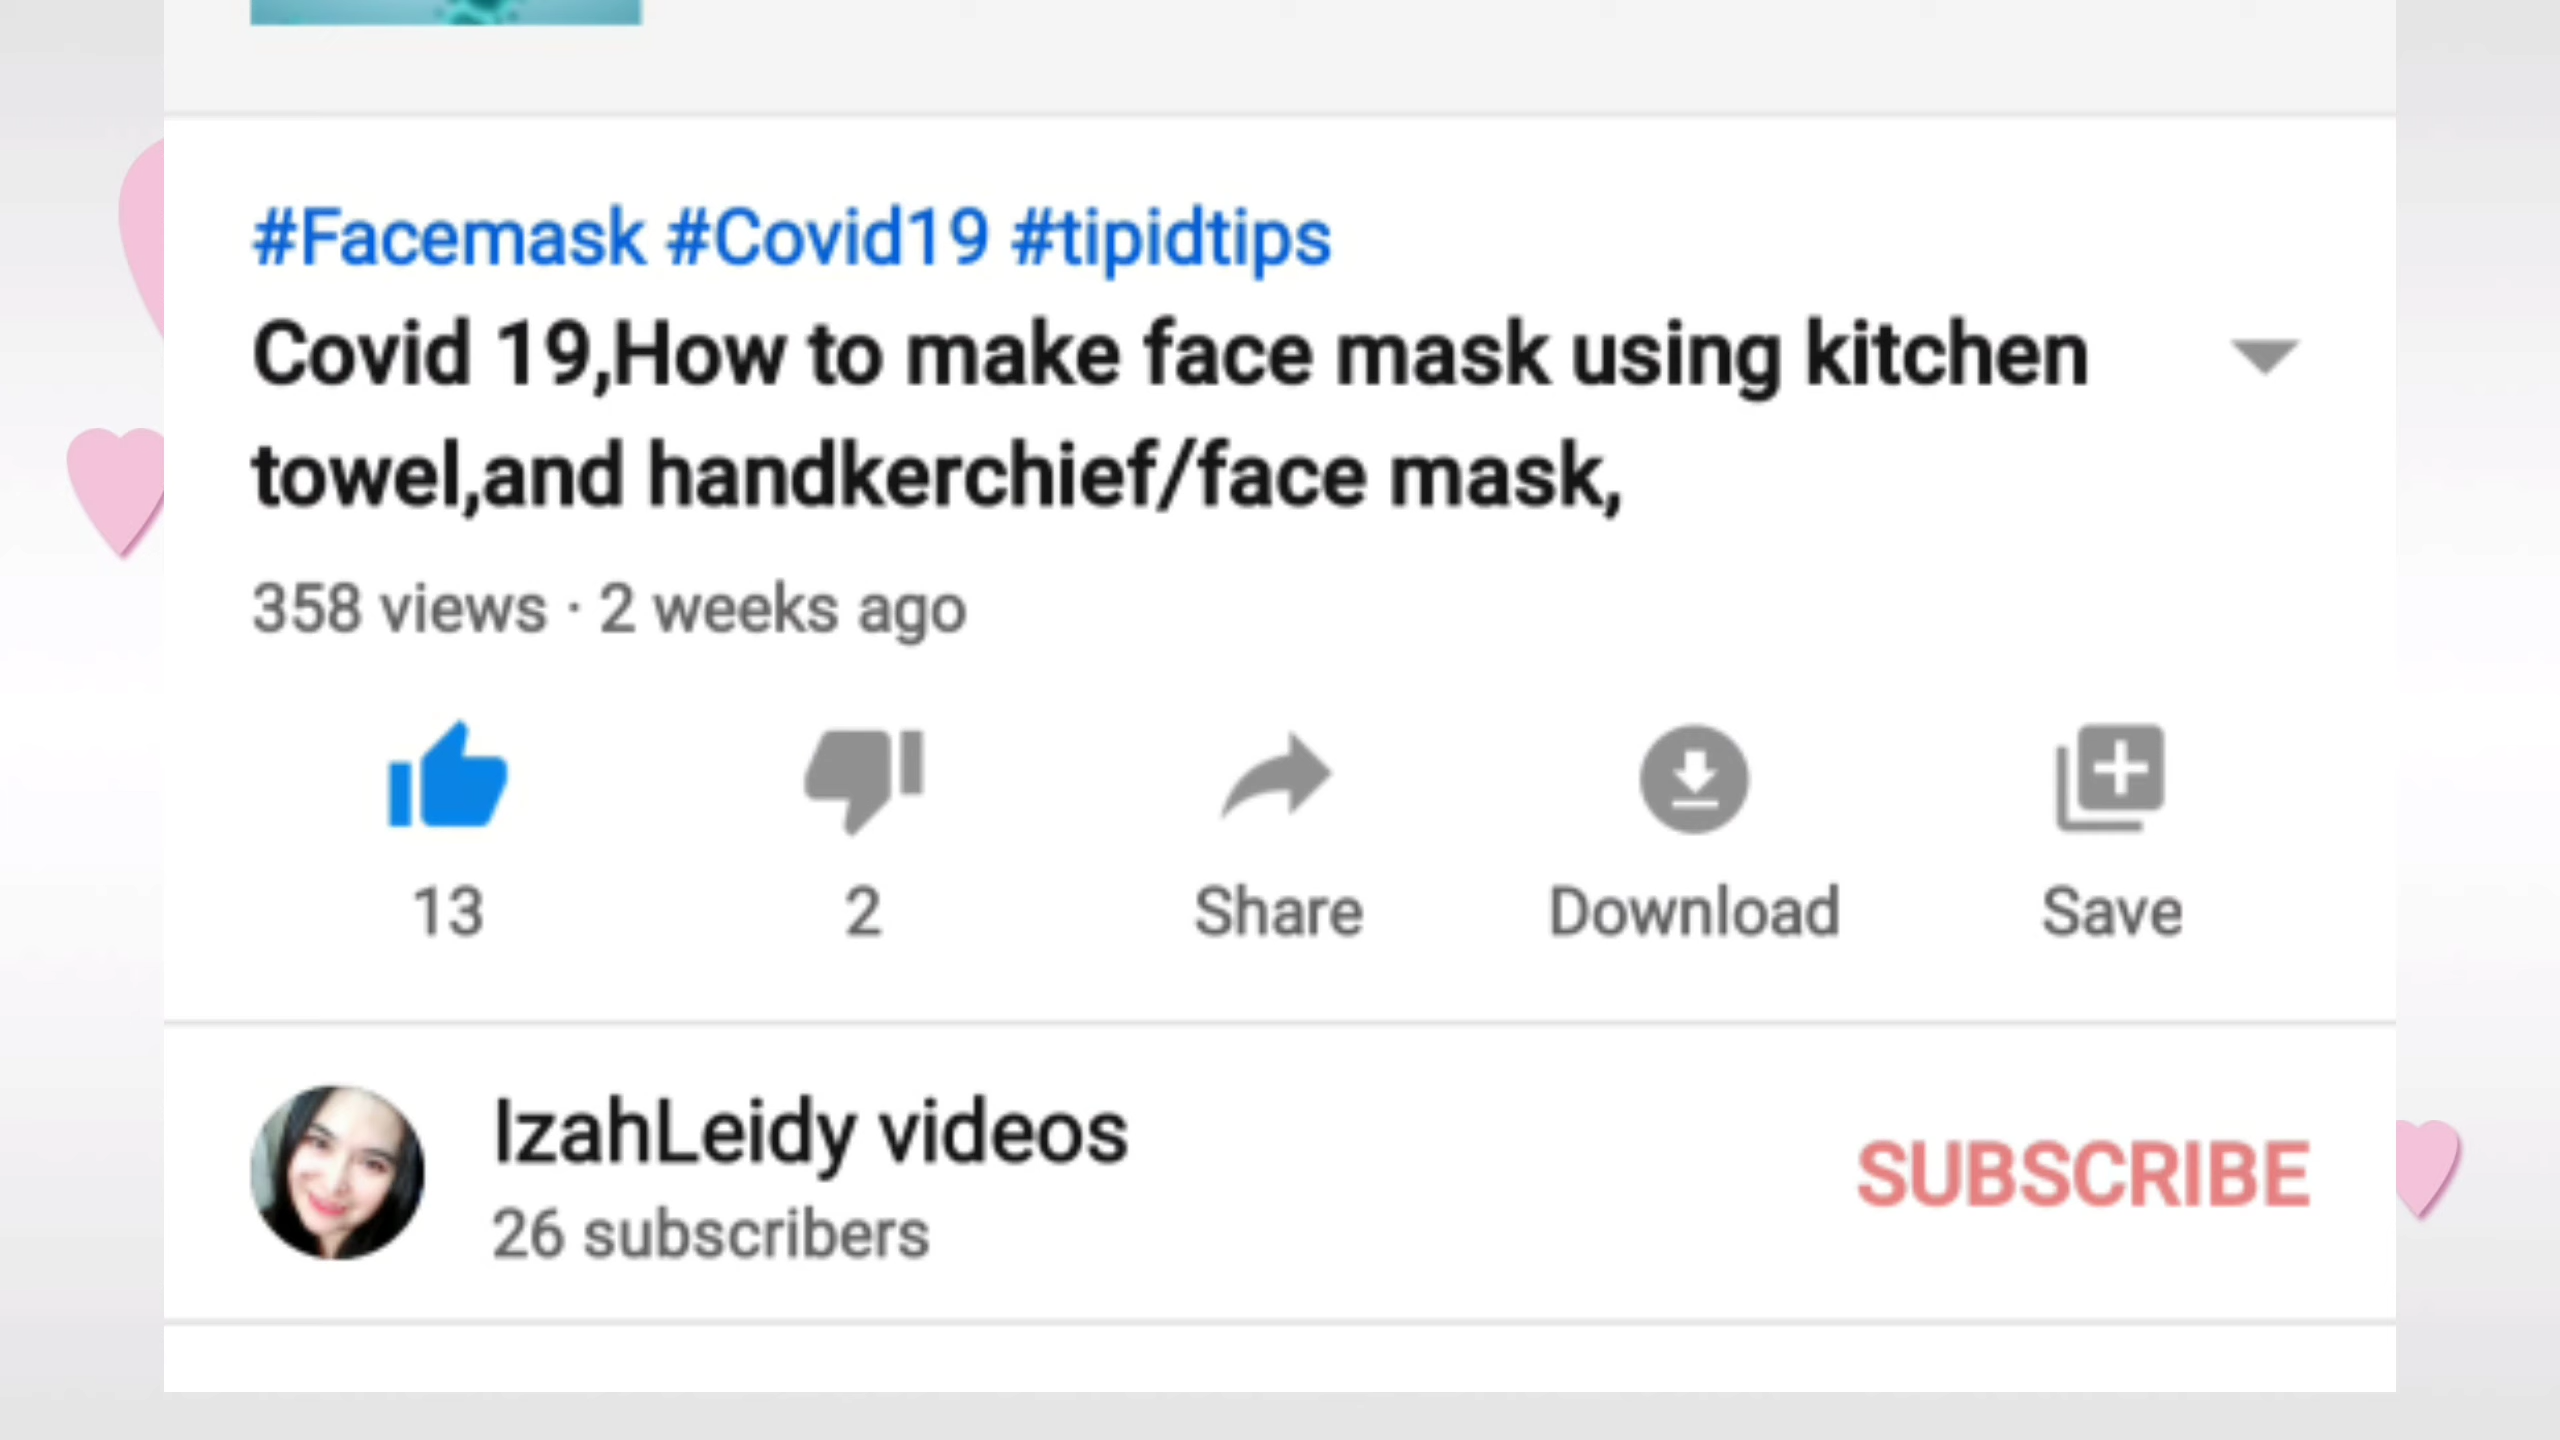 #Facemask #Covid19 #tipidtips
Covid 19,How to make face mask using kitchen
towel,and handkerchief/face mask,
358 views · 2 weeks ago
13 2 Share Download Save
IzahLeidy videos
SUBSCRIBE
26 subscribers